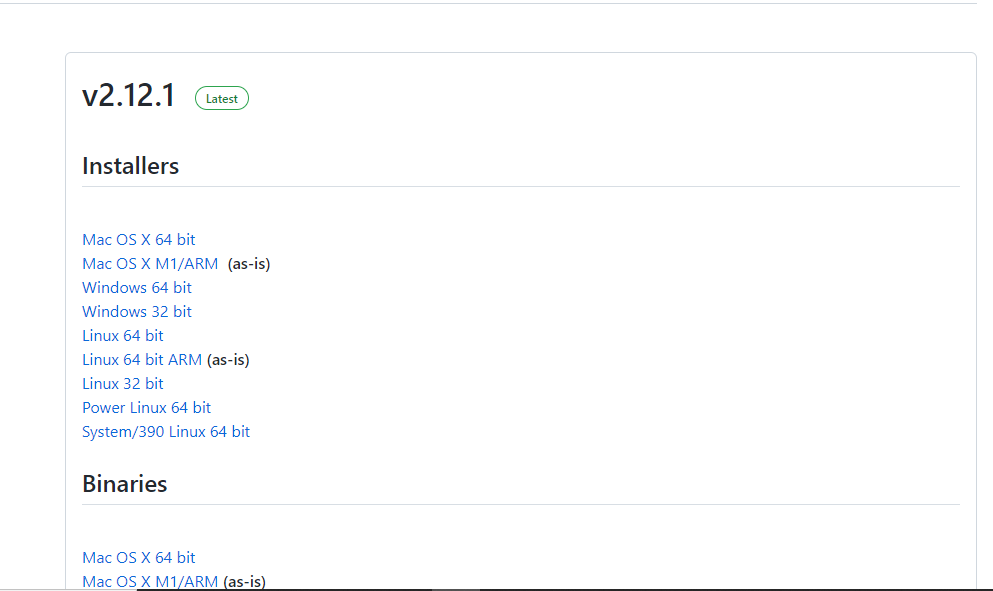 v2.12.1 Latest
Installers
Mac OS X 64 bit
Mac OS X M1/ARM (as-is)
Windows 64 bit
Windows 32 bit
Linux 64 bit
Linux 64 bit ARM (as-is)
Linux 32 bit
Power Linux 64 bit
System/390 Linux 64 bit
Binaries
Mac OS X 64 bit
Mac OS X M1/ARM (as-is)